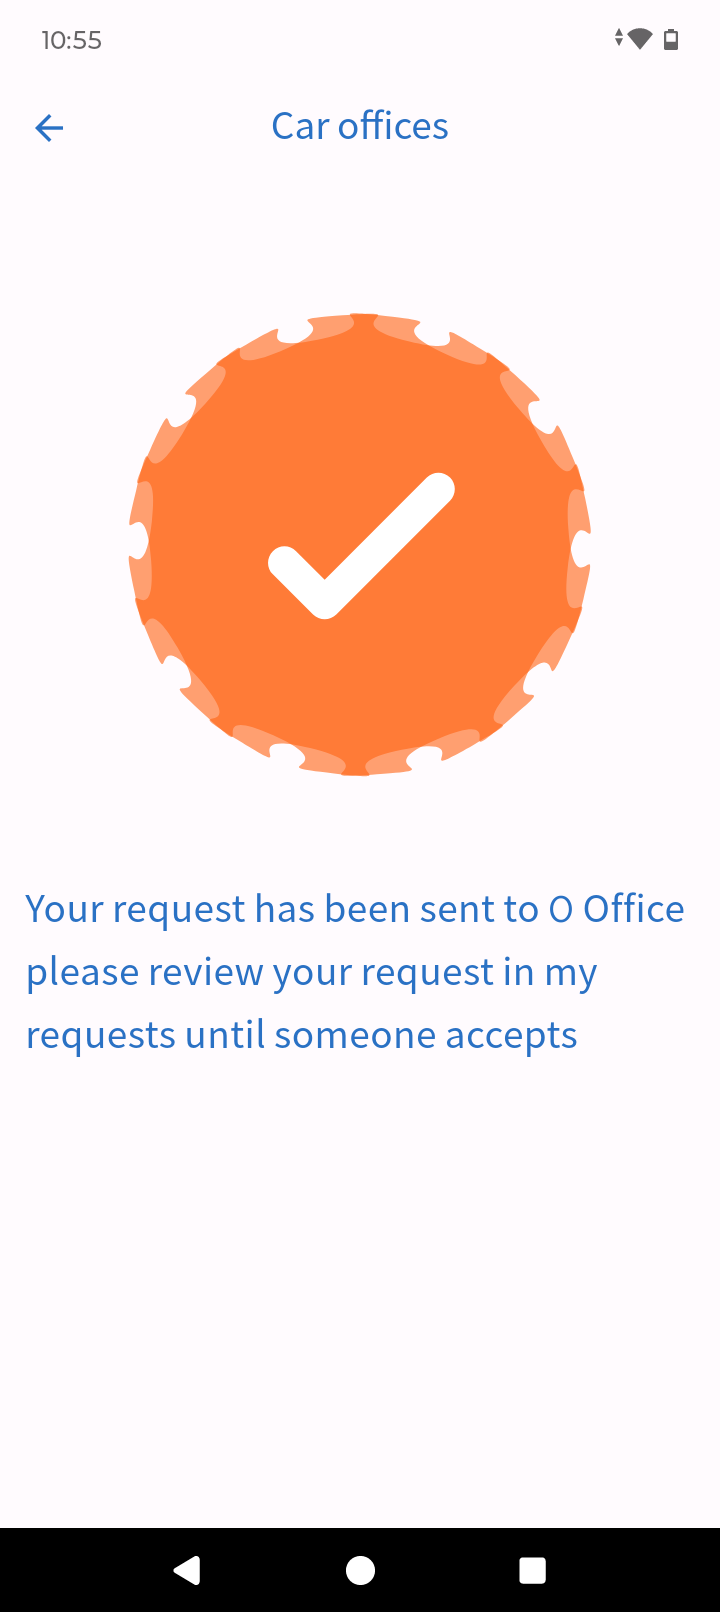 10:55
Car offices
Your request has been sent to 0 Office
please review your request in my
requests until someone accepts